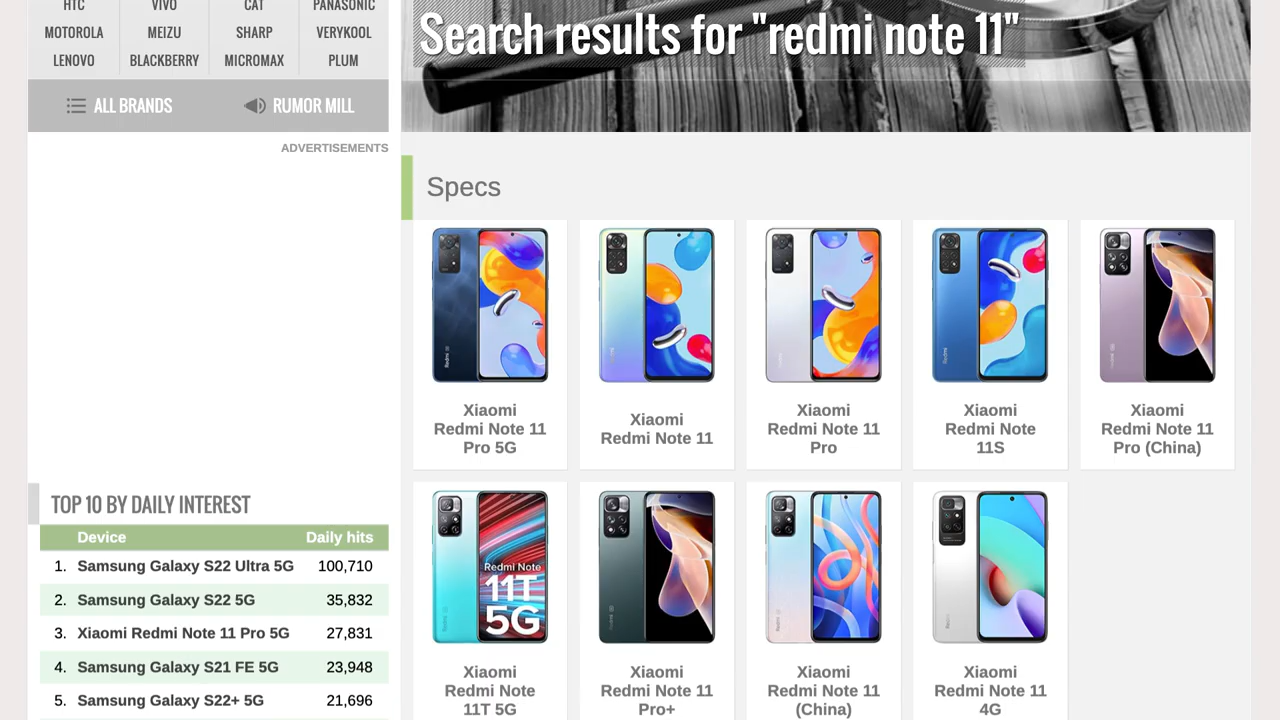 HTC VIVO CAT PANASONIC
MOTOROLA MEIZU SHARP VERYKOOL
LENOVO BLACKBERRY MICROMAX PLUM
ALL BRANDS RUMOR MILL
ADVERTISEMENTS
TOP 10 BY DAILY INTEREST
Device Daily hits
1. Samsung Galaxy S22 Ultra 5G 100,710
2. Samsung Galaxy S22 5G 35,832
3. Xiaomi Redmi Note 11 Pro 5G 27,831
4. Samsung Galaxy S21 FE 5G 23,948
5. Samsung Galaxy S22+ 5G 21,696
Search results for "redmi note 11"
Specs
Xiaomi
Redmi Note 11
Pro 5G
Xiaomi
Redmi Note 11
Xiaomi
Redmi Note 11
Pro
Xiaomi
Redmi Note
11S
Xiaomi
Redmi Note 11
Pro (China)
Redmi Note
11T
5G
Xiaomi
Redmi Note
11T 5G
Xiaomi
Redmi Note 11
Pro+
Xiaomi
Redmi Note 11
(China)
Xiaomi
Redmi Note 11
4G